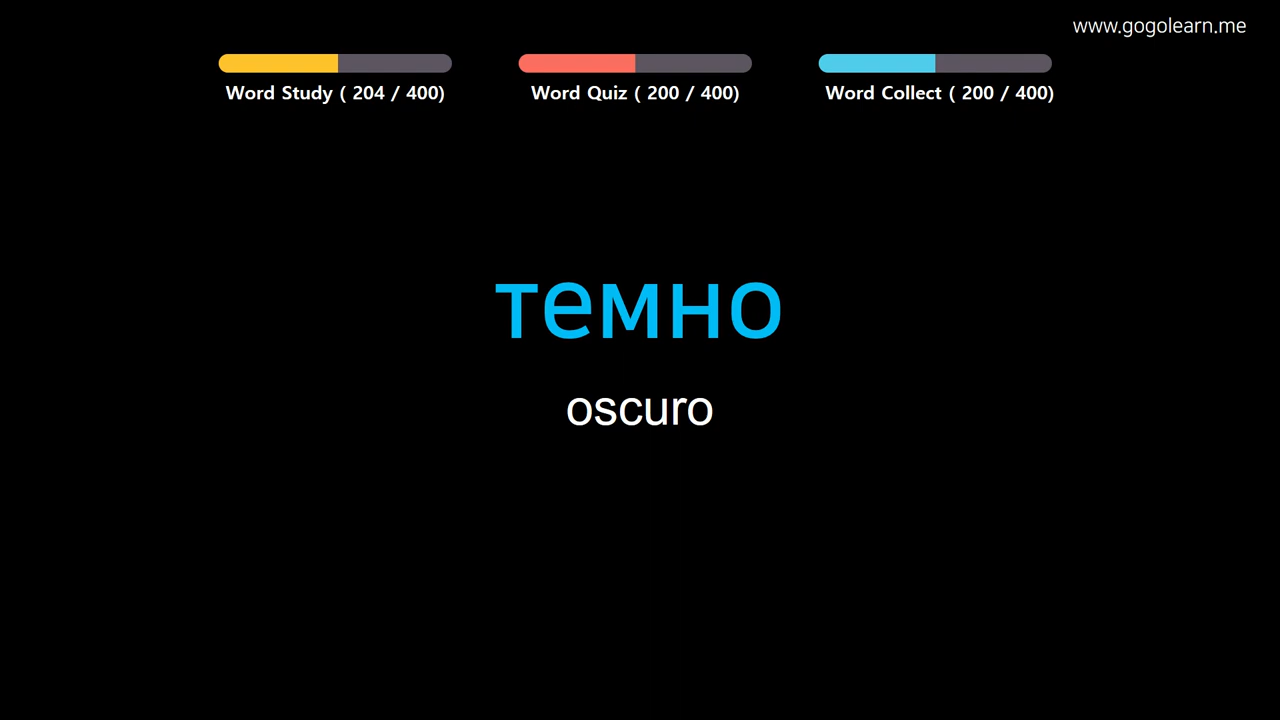 www.gogolearn.me
Word Study ( 204 / 400)
Word Quiz ( 200 / 400)
Word Collect ( 200 / 400)
темно
oscuro